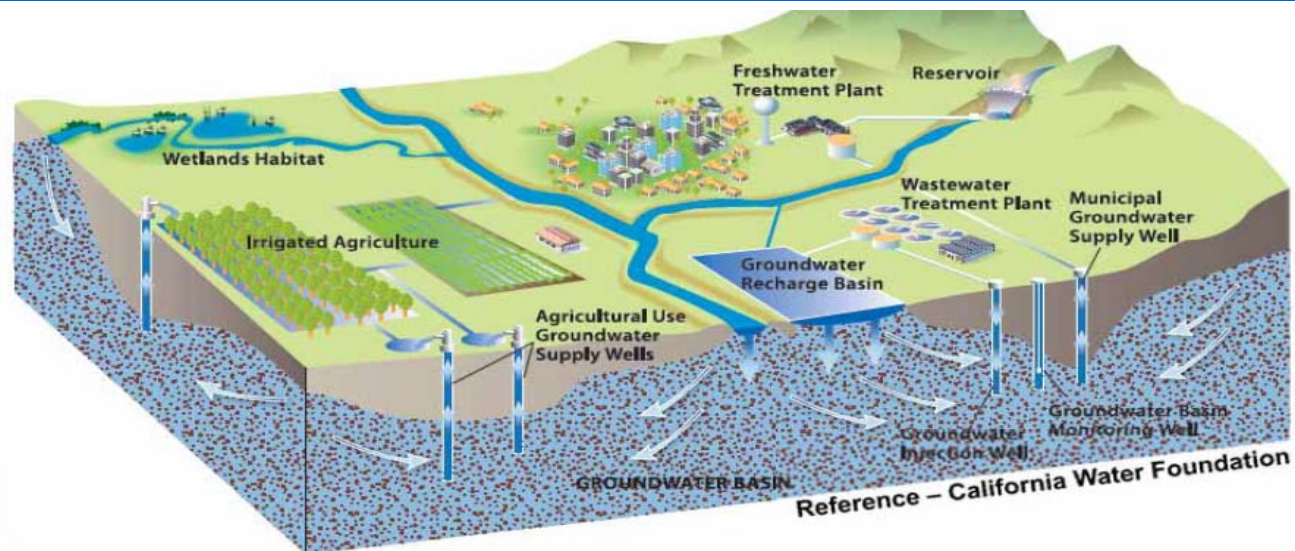 Freshwater
Treatment Plant
Reservoir
Wetlands Habitat
Wastewater
Treatment Plant
Municipal
Groundwater
Supply Well
Irrigated Agriculture
Groundwater
Recharge Basin
Agricultural Use
Groundwater
Supply Wells
Groundwater Basin
Monitoring Well
Groundwater
Injection Well
GROUNDWATER BASIN
Reference – California Water Foundation